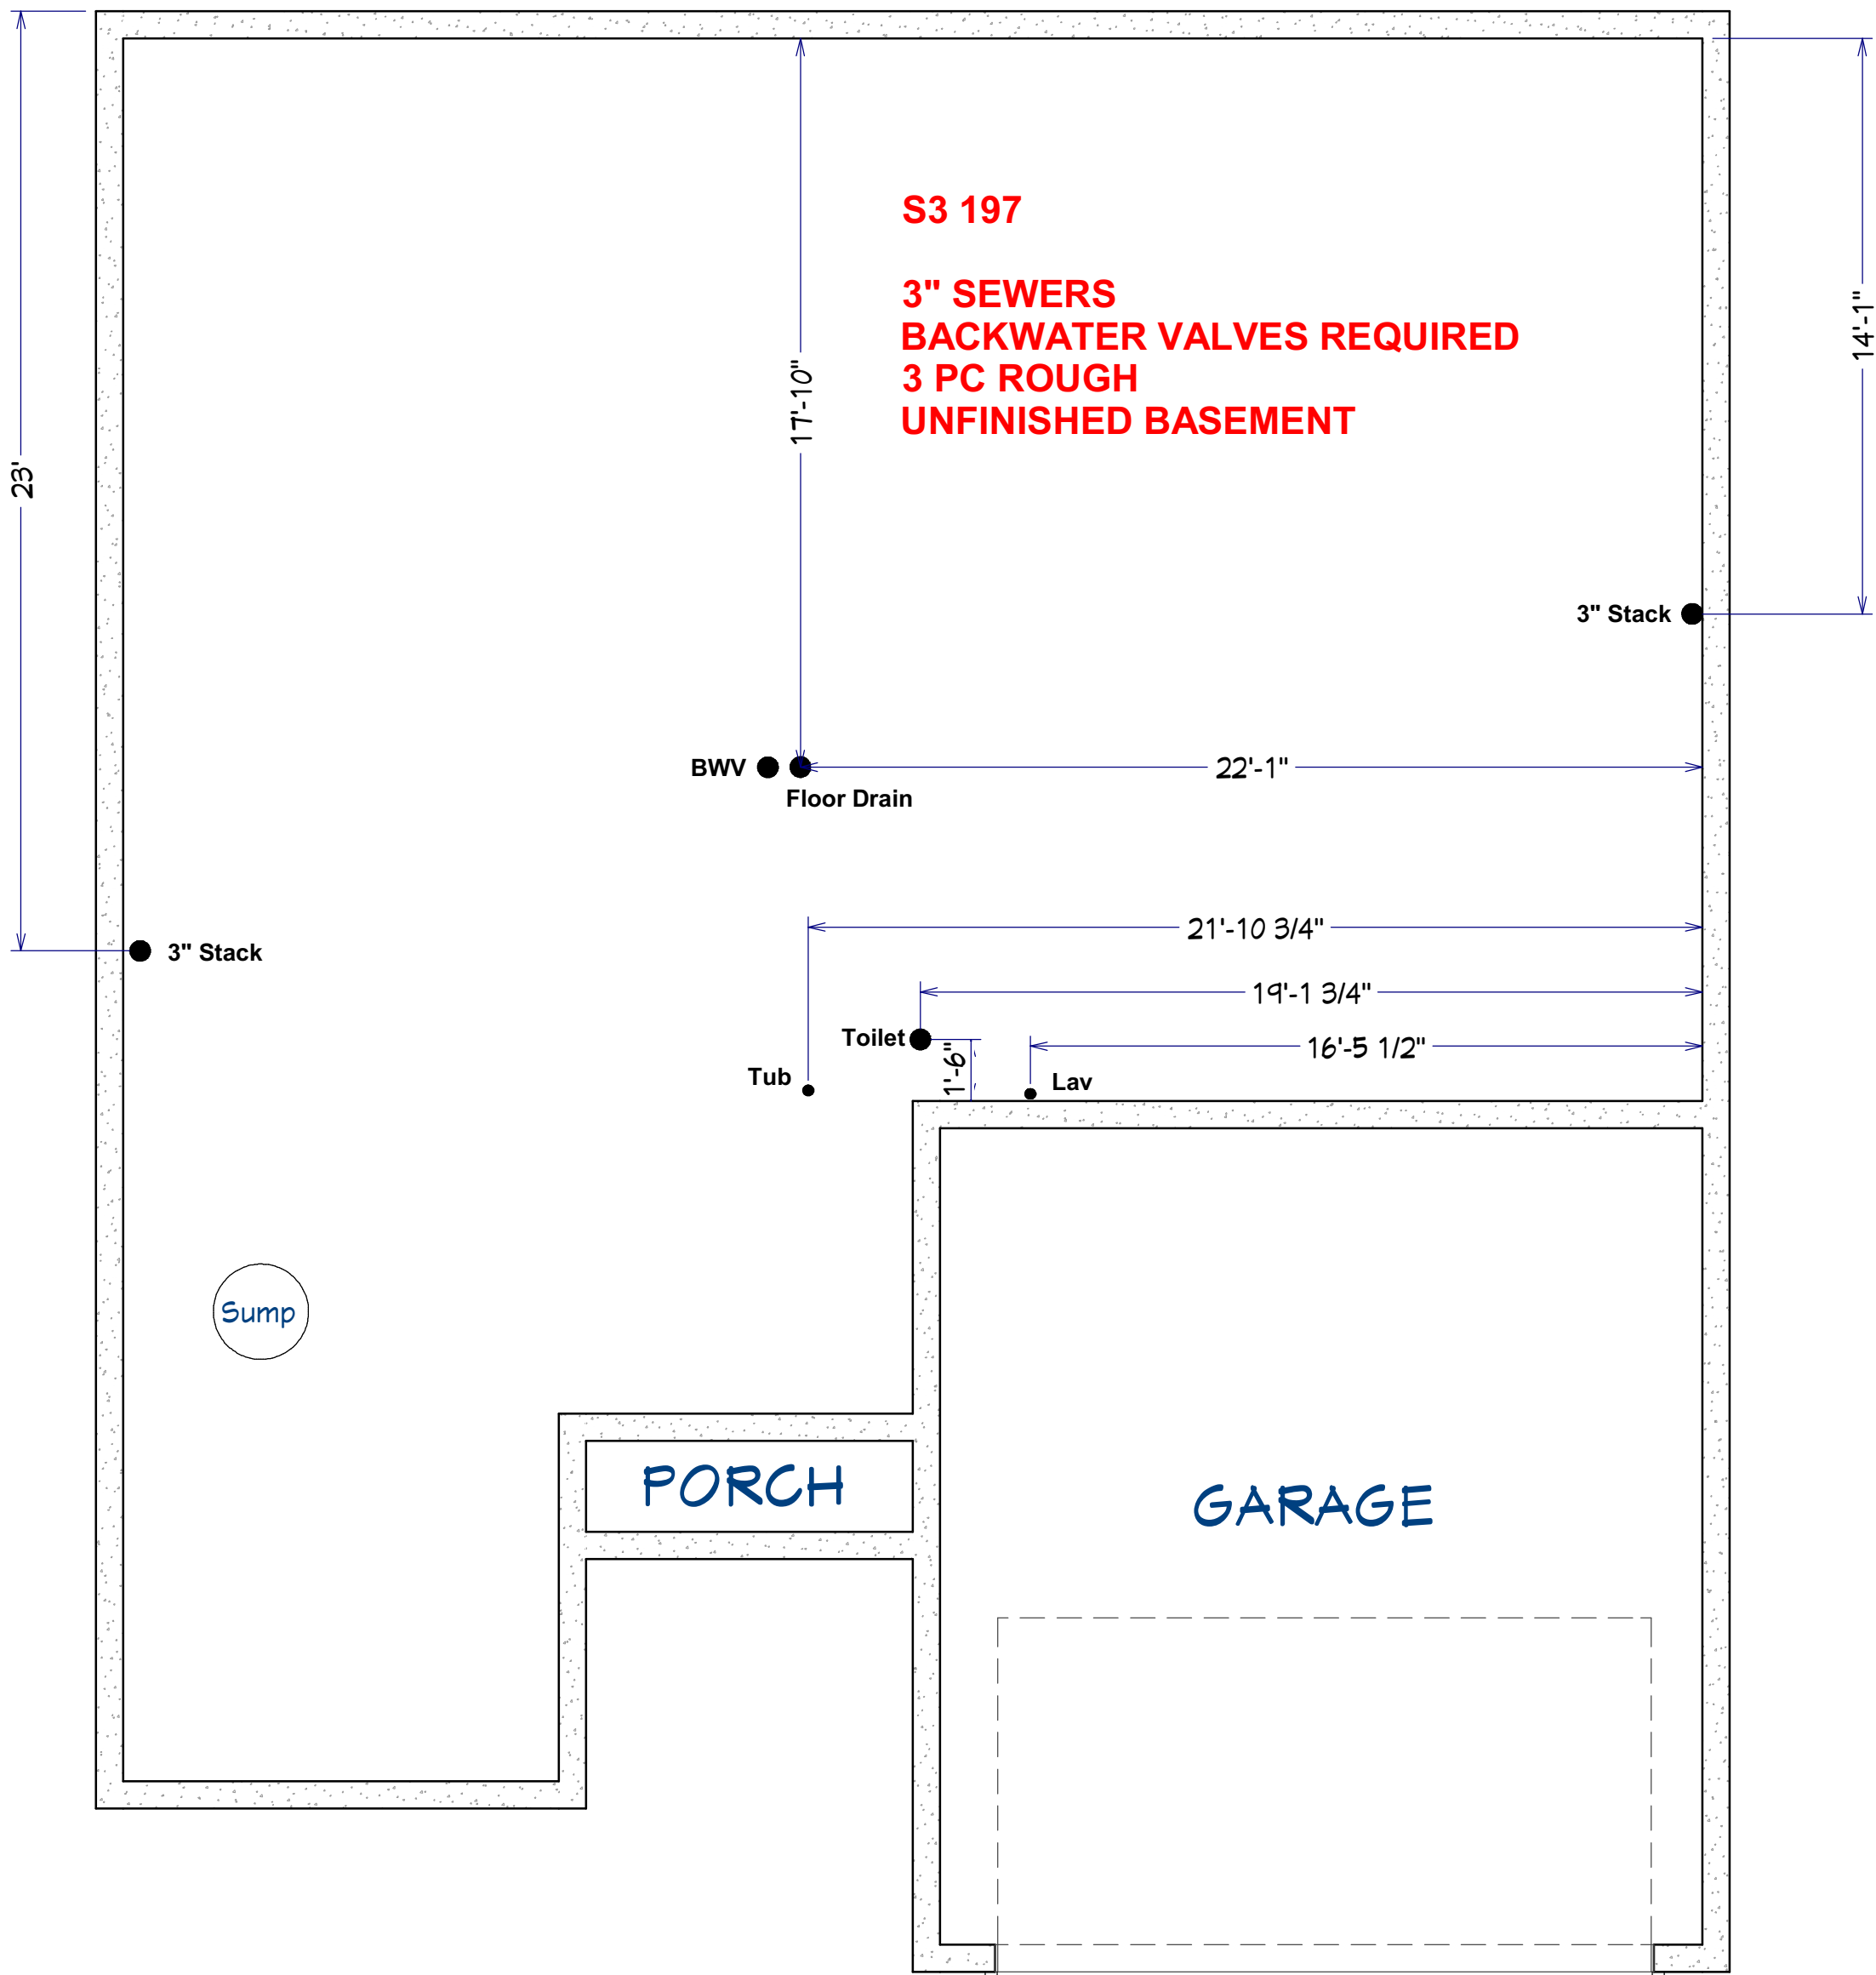 S3 197
3" SEWERS
BACKWATER VALVES REQUIRED
3 PC ROUGH
UNFINISHED BASEMENT
14'-1"
17'-10"
23'
3" Stack
BWV
22'-1"
Floor Drain
21'-10 3/4"
3" Stack
19'-1 3/4"
Toilet
16'-5 1/2"
1'-6"
Tub
Lav
Sump
PORCH
GARAGE